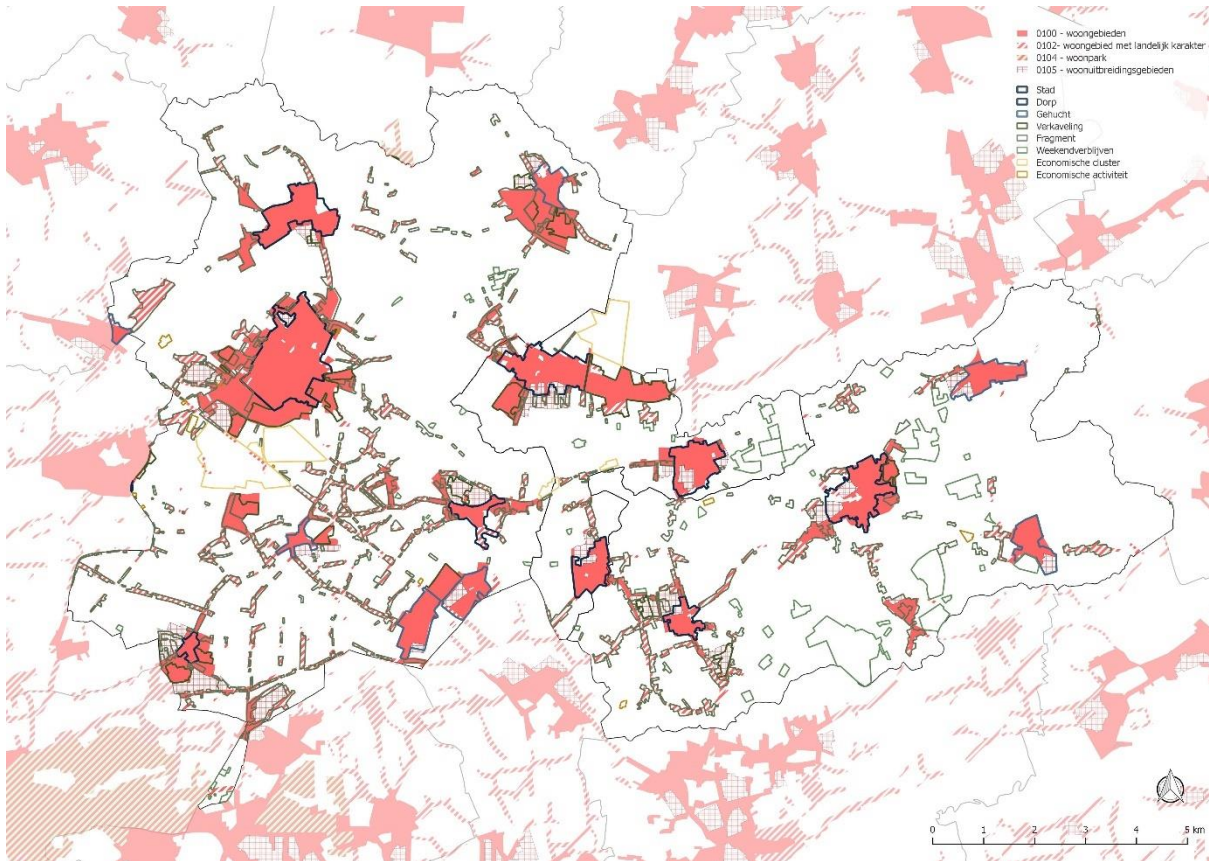 0100 - woongebieden
0102- woongebied met landelijk karakter
0104 - woonpark
0105 - woonuitbreidingsgebieden
Stad
Dorp
Gehucht
Verkaveling
Fragment
Weekendverblijven
Economische cluster
Economische activiteit
0 1 2 3 4 5 km